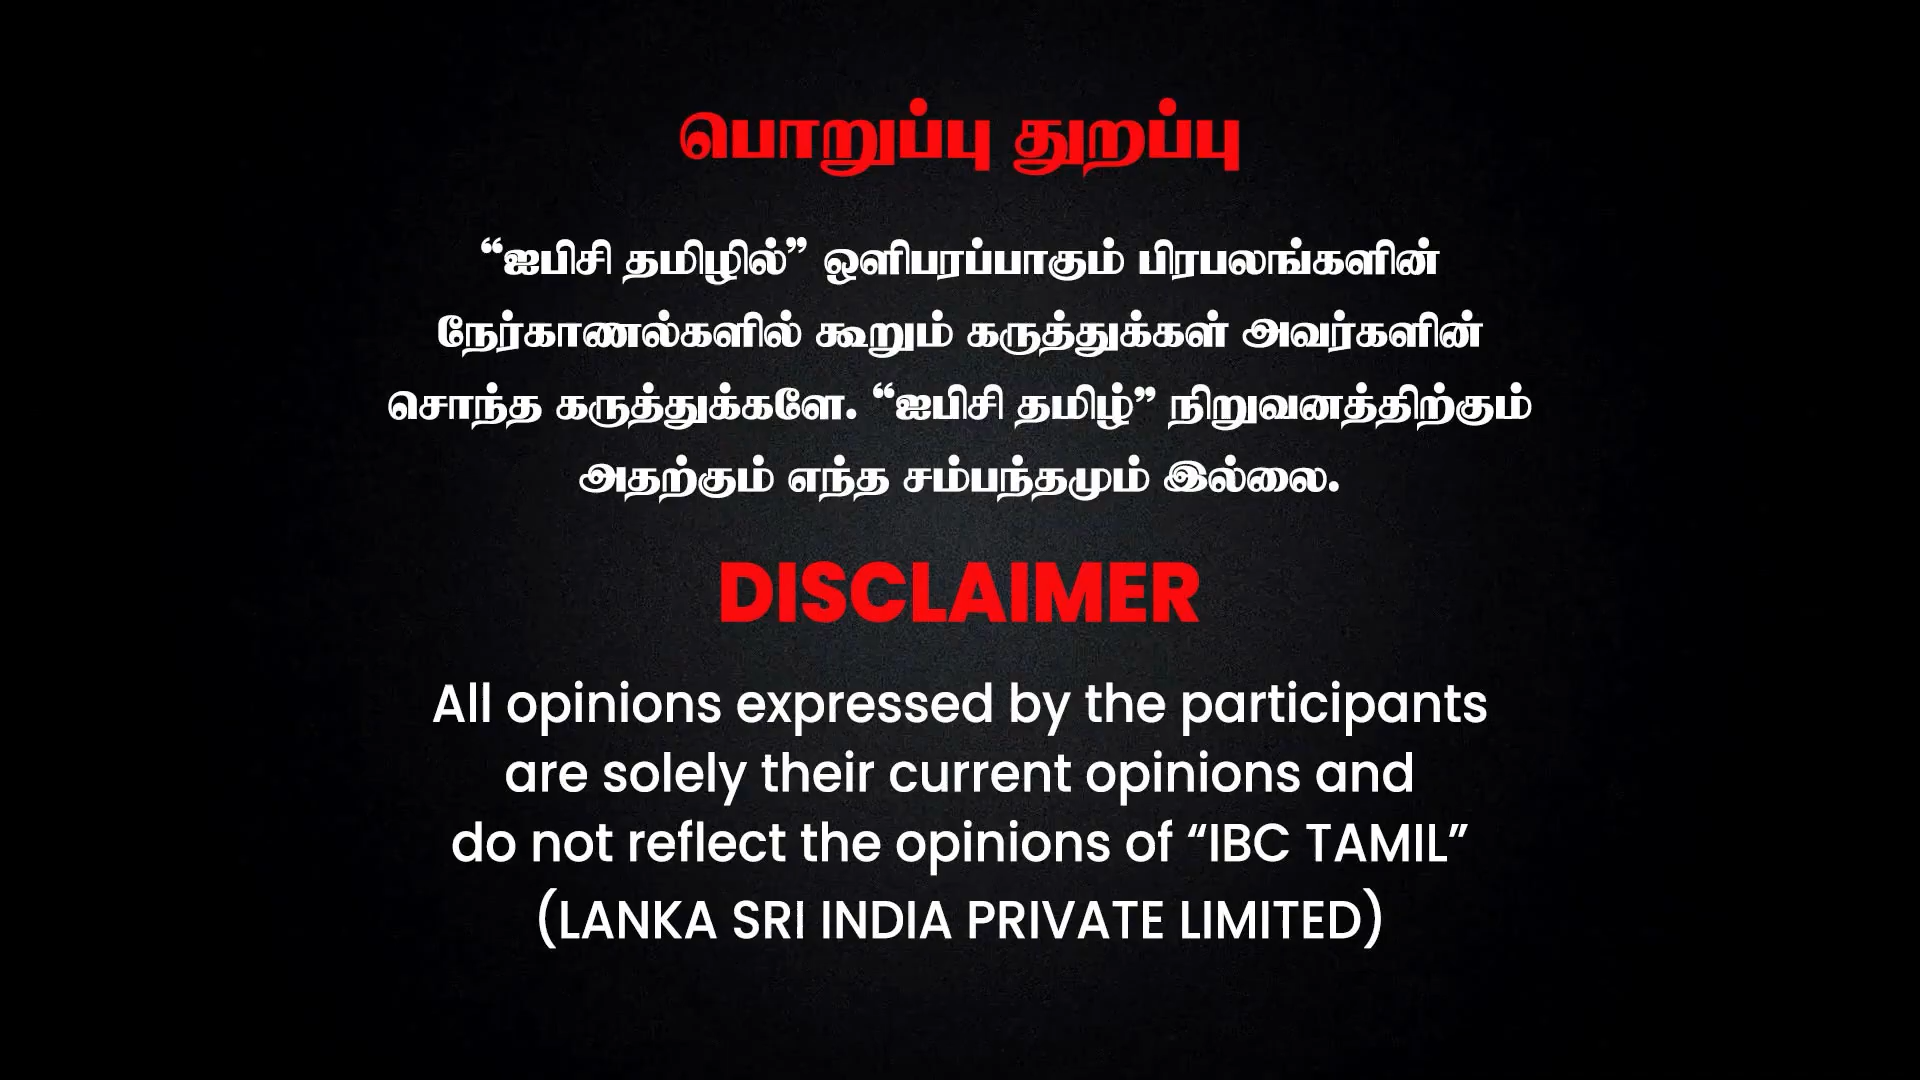 பொறுப்பு துறப்பு
“ஐபிசி தமிழில்” ஒளிபரப்பாகும் பிரபலங்களின்
நேர்காணல்களில் கூறும் கருத்துக்கள் அவர்களின்
சொந்த கருத்துக்களே. “ஐபிசி தமிழ்” நிறுவனத்திற்கும்
அதற்கும் எந்த சம்பந்தமும் இல்லை.
DISCLAIMER
All opinions expressed by the participants
are solely their current opinions and
do not reflect the opinions of “IBC TAMIL”
(LANKA SRI INDIA PRIVATE LIMITED)